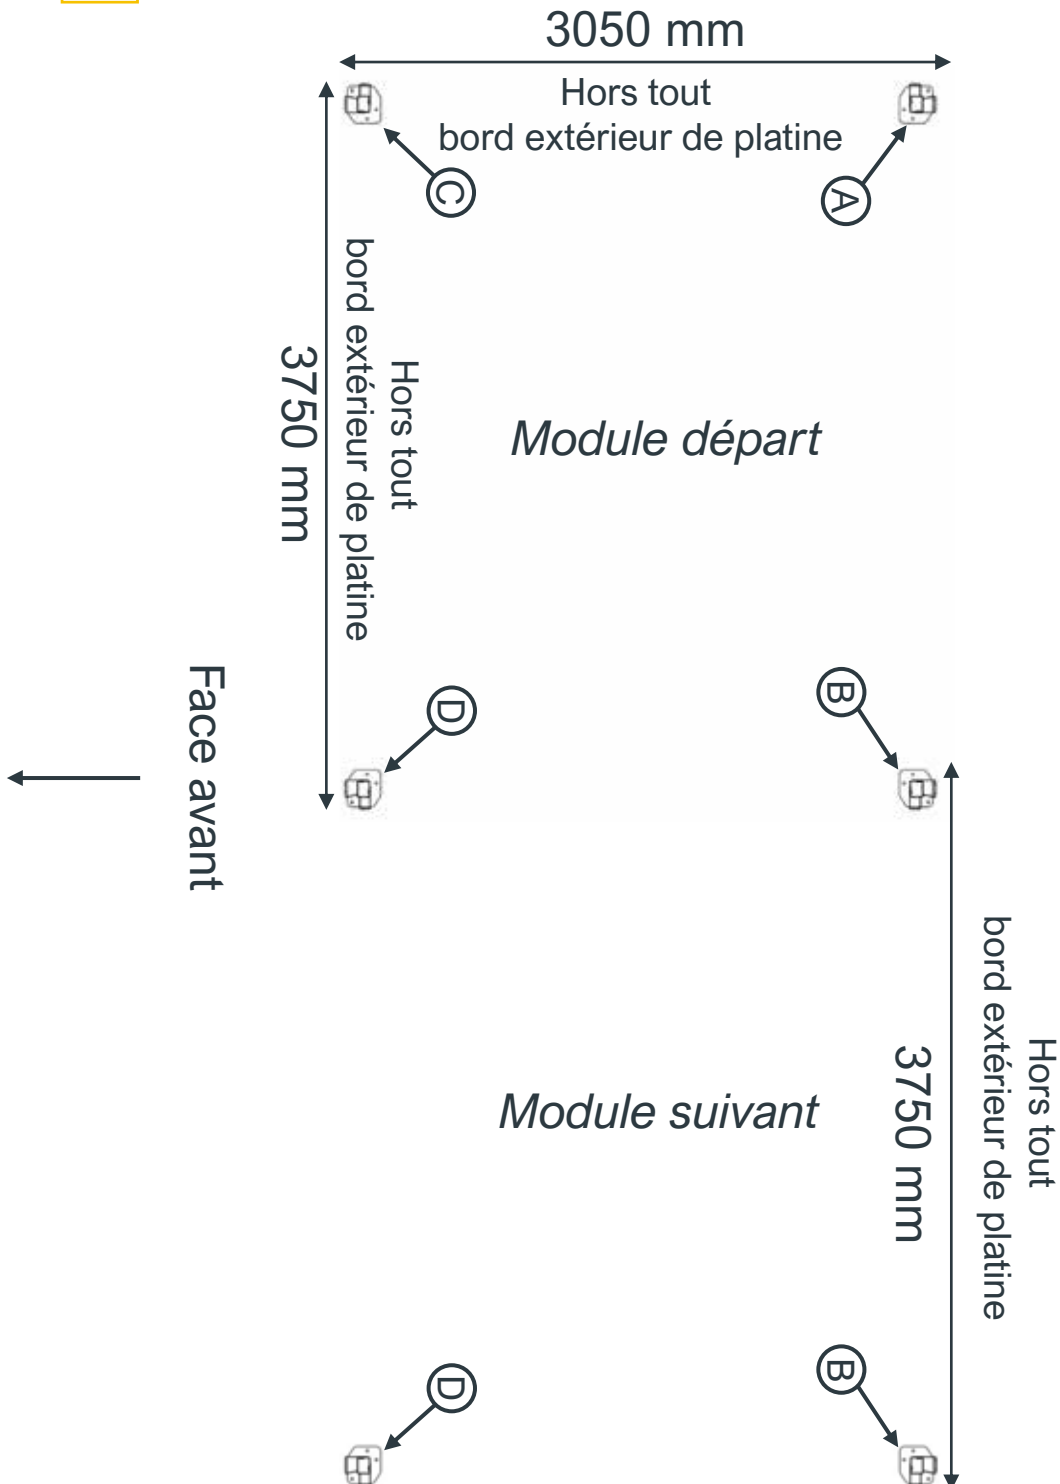 3050 mm
Hors tout
bord extérieur de platine
C
A
Hors tout
bord extérieur de platine
3750 mm
Module départ
B
D
Face avant
Hors tout
bord extérieur de platine
3750 mm
Module suivant
B
D